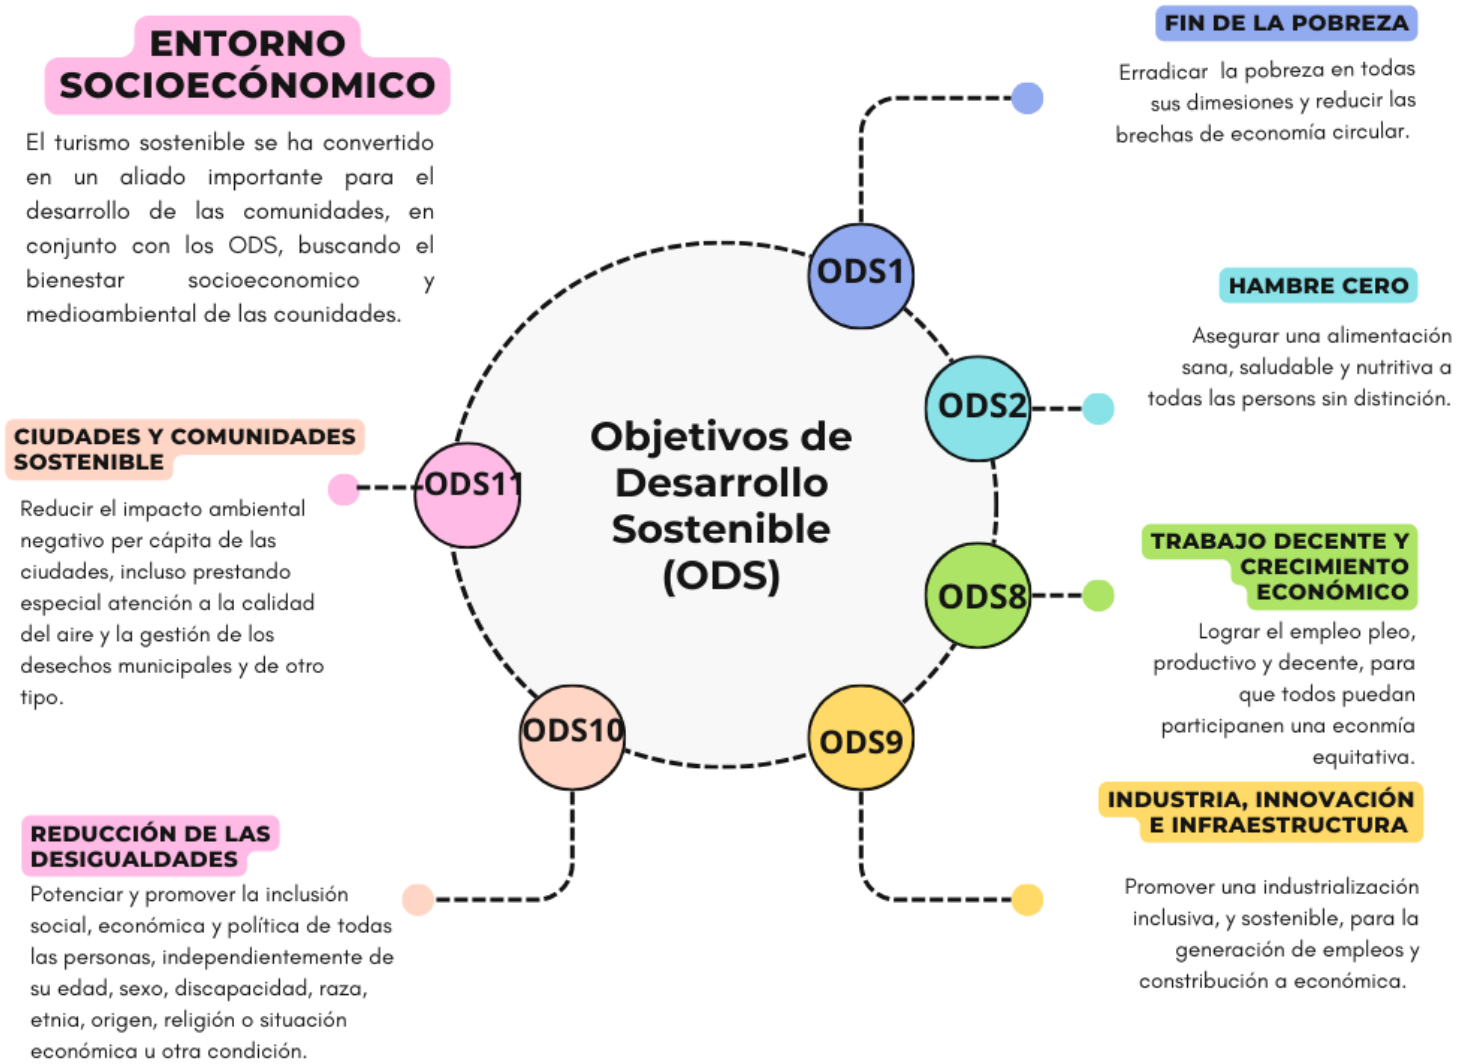 ENTORNO
SOCIOECÓNOMICO
El turismo sostenible se ha convertido
en un aliado importante para el
desarrollo de las comunidades, en
conjunto con los ODS, buscando el
bienestar socioeconomico y
medioambiental de las counidades.
CIUDADES Y COMUNIDADES
SOSTENIBLE
Reducir el impacto ambiental
negativo per cápita de las
ciudades, incluso prestando
especial atención a la calidad
del aire y la gestión de los
desechos municipales y de otro
tipo.
REDUCCIÓN DE LAS
DESIGUALDADES
Potenciar y promover la inclusión
social, económica y política de todas
las personas, independientemente de
su edad, sexo, discapacidad, raza,
etnia, origen, religión o situación
económica u otra condición.
Objetivos de
Desarrollo
Sostenible
(ODS)
ODS1
ODS2
ODS8
ODS9
ODS10
ODS11
FIN DE LA POBREZA
Erradicar la pobreza en todas
sus dimesiones y reducir las
brechas de economía circular.
HAMBRE CERO
Asegurar una alimentación
sana, saludable y nutritiva a
todas las persons sin distinción.
TRABAJO DECENTE Y
CRECIMIENTO
ECONÓMICO
Lograr el empleo pleo,
productivo y decente, para
que todos puedan
participanen una econmía
equitativa.
INDUSTRIA, INNOVACIÓN
E INFRAESTRUCTURA
Promover una industrialización
inclusiva, y sostenible, para la
generación de empleos y
constribución a económica.